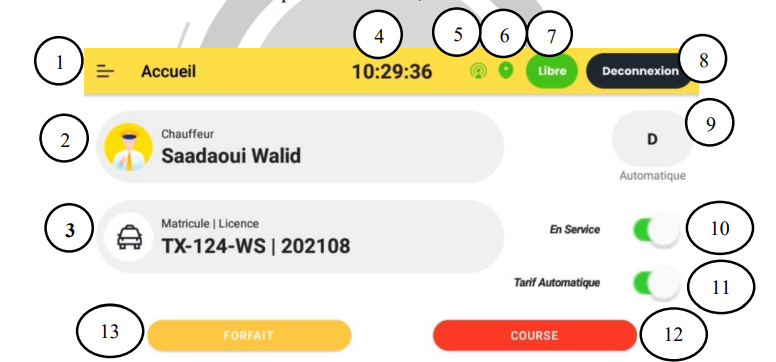 1
4
5
6
7
8
Accueil
10:29:36
Libre
Deconnexion
2
Chauffeur
Saadaoui Walid
D
9
Automatique
3
Matricule | Licence
TX-124-WS | 202108
En Service
10
Tarif Automatique
11
13
FORFAIT
COURSE
12